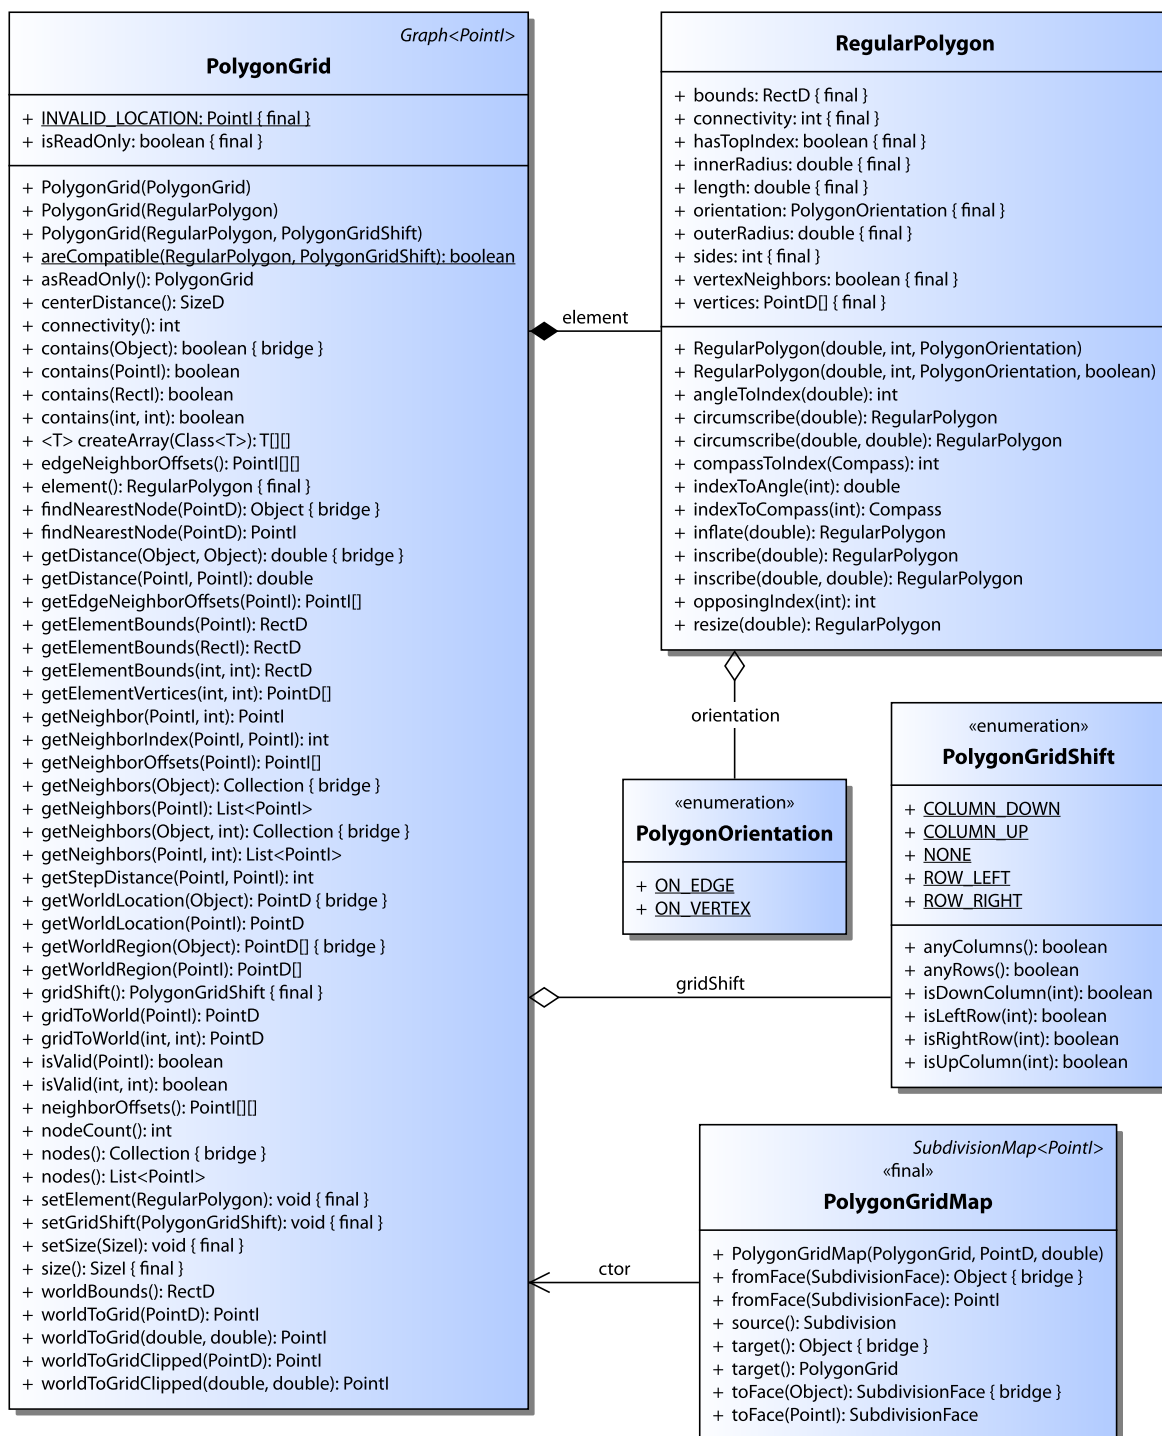 Graph<PointI>
PolygonGrid
+ INVALID_LOCATION: PointI { final }
+ isReadOnly: boolean { final }
+ PolygonGrid(PolygonGrid)
+ PolygonGrid(RegularPolygon)
+ PolygonGrid(RegularPolygon, PolygonGridShift)
+ areCompatible(RegularPolygon, PolygonGridShift): boolean
+ asReadOnly(): PolygonGrid
+ centerDistance(): SizeD
+ connectivity(): int
+ contains(Object): boolean { bridge }
+ contains(PointI): boolean
+ contains(RectI): boolean
+ contains(int, int): boolean
+ <T> createArray(Class<T>): T[][]
+ edgeNeighborOffsets(): PointI[][]
+ element(): RegularPolygon { final }
+ findNearestNode(PointD): Object { bridge }
+ findNearestNode(PointD): PointI
+ getDistance(Object, Object): double { bridge }
+ getDistance(PointI, PointI): double
+ getEdgeNeighborOffsets(PointI): PointI[]
+ getElementBounds(PointI): RectD
+ getElementBounds(RectI): RectD
+ getElementBounds(int, int): RectD
+ getElementVertices(int, int): PointD[]
+ getNeighbor(PointI, int): PointI
+ getNeighborIndex(PointI, PointI): int
+ getNeighborOffsets(PointI): PointI[]
+ getNeighbors(Object): Collection { bridge }
+ getNeighbors(PointI): List<PointI>
+ getNeighbors(Object, int): Collection { bridge }
+ getNeighbors(PointI, int): List<PointI>
+ getStepDistance(PointI, PointI): int
+ getWorldLocation(Object): PointD { bridge }
+ getWorldLocation(PointI): PointD
+ getWorldRegion(Object): PointD[] { bridge }
+ getWorldRegion(PointI): PointD[]
+ gridShift(): PolygonGridShift { final }
+ gridToWorld(PointI): PointD
+ gridToWorld(int, int): PointD
+ isValid(PointI): boolean
+ isValid(int, int): boolean
+ neighborOffsets(): PointI[][]
+ nodeCount(): int
+ nodes(): Collection { bridge }
+ nodes(): List<PointI>
+ setElement(RegularPolygon): void { final }
+ setGridShift(PolygonGridShift): void { final }
+ setSize(SizeI): void { final }
+ size(): SizeI { final }
+ worldBounds(): RectD
+ worldToGrid(PointD): PointI
+ worldToGrid(double, double): PointI
+ worldToGridClipped(PointD): PointI
+ worldToGridClipped(double, double): PointI
element
RegularPolygon
+ bounds: RectD { final }
+ connectivity: int { final }
+ hasTopIndex: boolean { final }
+ innerRadius: double { final }
+ length: double { final }
+ orientation: PolygonOrientation { final }
+ outerRadius: double { final }
+ sides: int { final }
+ vertexNeighbors: boolean { final }
+ vertices: PointD[] { final }
+ RegularPolygon(double, int, PolygonOrientation)
+ RegularPolygon(double, int, PolygonOrientation, boolean)
+ angleToIndex(double): int
+ circumscribe(double): RegularPolygon
+ circumscribe(double, double): RegularPolygon
+ compassToIndex(Compass): int
+ indexToAngle(int): double
+ indexToCompass(int): Compass
+ inflate(double): RegularPolygon
+ inscribe(double): RegularPolygon
+ inscribe(double, double): RegularPolygon
+ opposingIndex(int): int
+ resize(double): RegularPolygon
orientation
«enumeration»
PolygonOrientation
+ ON_EDGE
+ ON_VERTEX
«enumeration»
PolygonGridShift
+ COLUMN_DOWN
+ COLUMN_UP
+ NONE
+ ROW_LEFT
+ ROW_RIGHT
+ anyColumns(): boolean
+ anyRows(): boolean
+ isDownColumn(int): boolean
+ isLeftRow(int): boolean
+ isRightRow(int): boolean
+ isUpColumn(int): boolean
gridShift
SubdivisionMap<PointI>
«final»
PolygonGridMap
+ PolygonGridMap(PolygonGrid, PointD, double)
+ fromFace(SubdivisionFace): Object { bridge }
+ fromFace(SubdivisionFace): PointI
+ source(): Subdivision
+ target(): Object { bridge }
+ target(): PolygonGrid
+ toFace(Object): SubdivisionFace { bridge }
+ toFace(PointI): SubdivisionFace
ctor